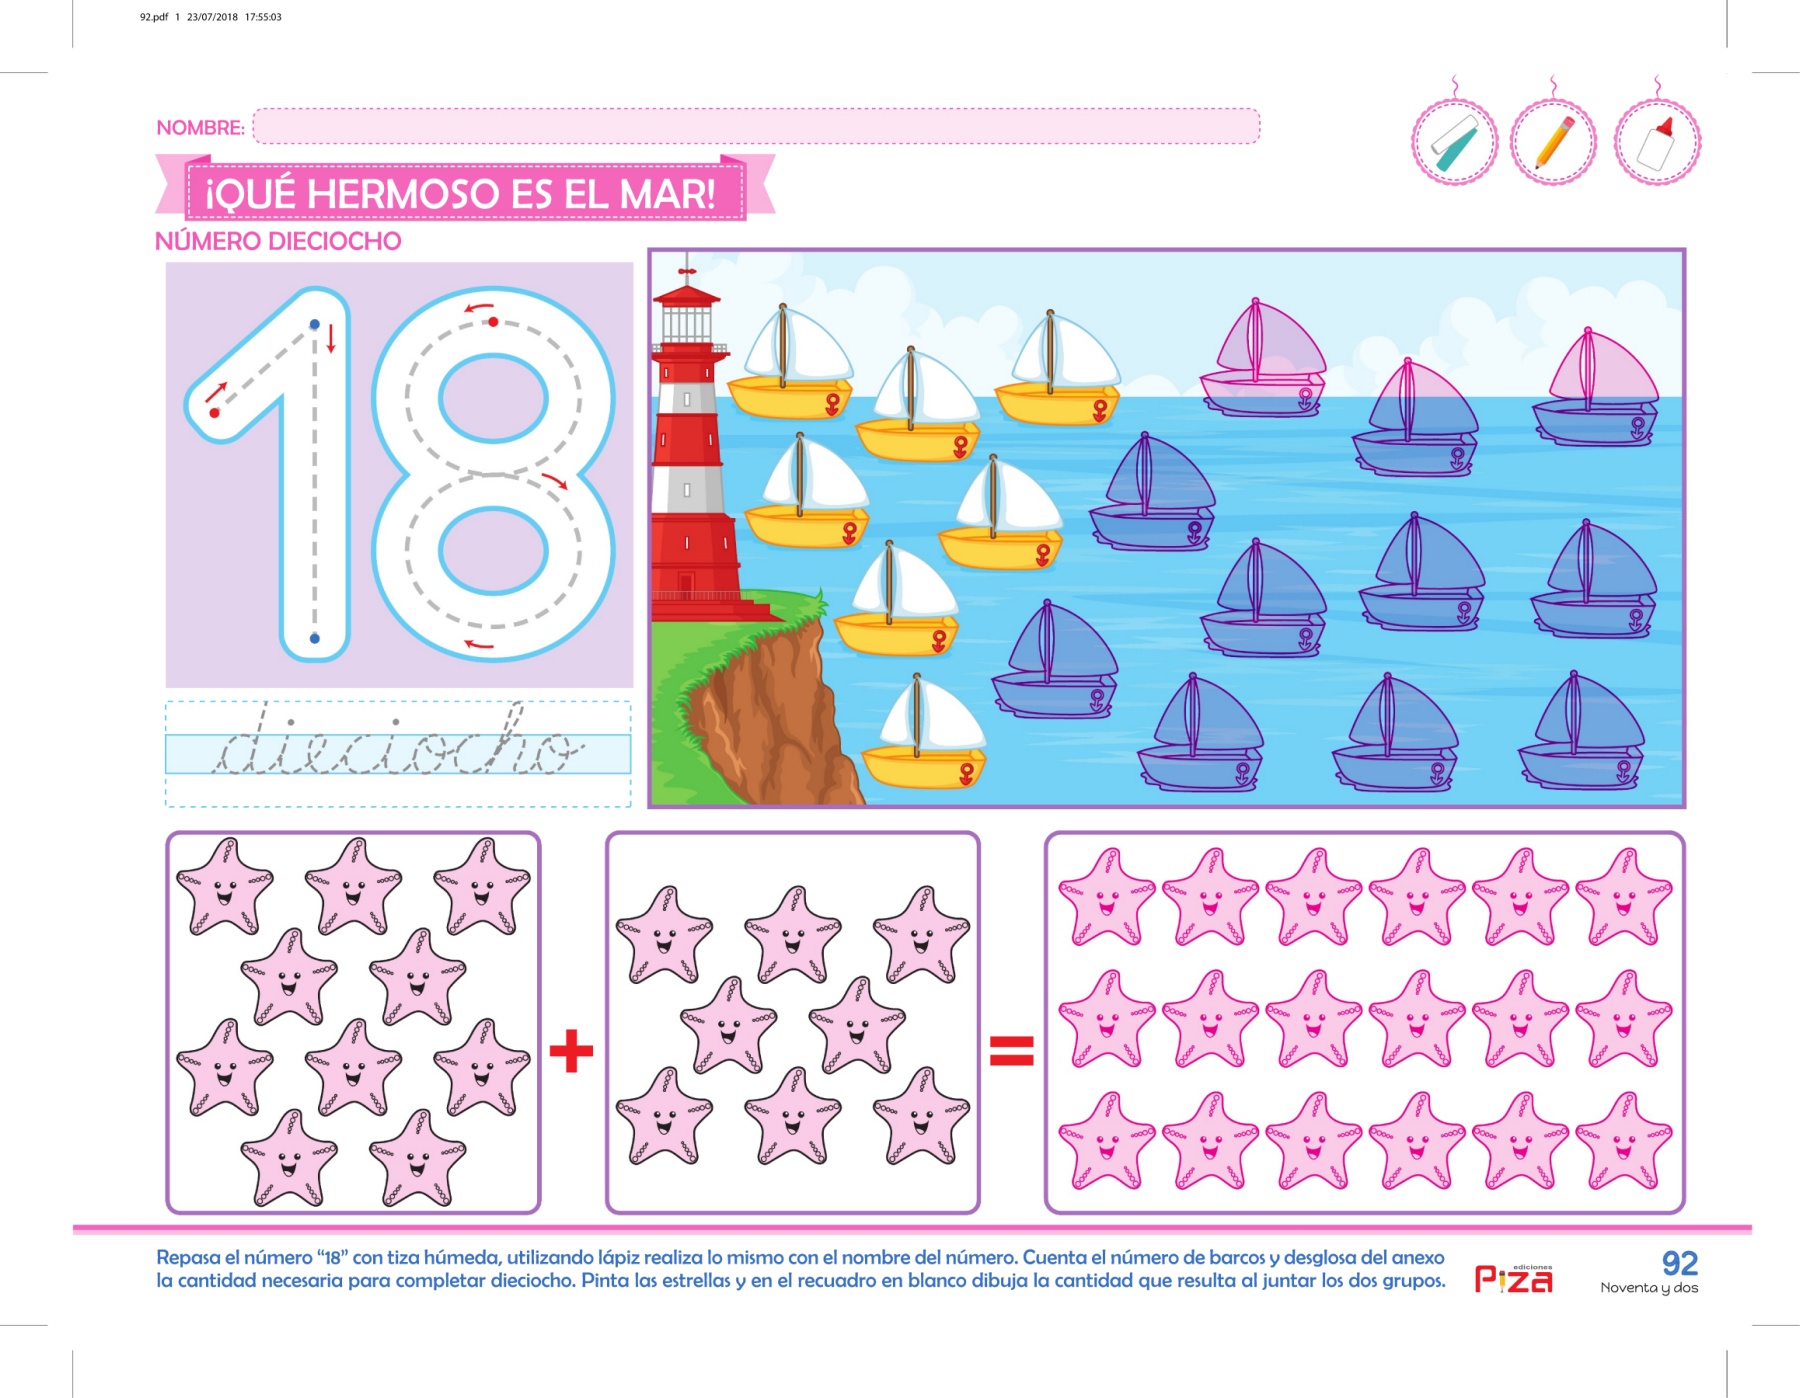 92.pdf 1 23/07/2018 17:55:03
NOMBRE:
¡QUÉ HERMOSO ES EL MAR!
NÚMERO DIECIOCHO
18
dieciocho
+
=
Repasa el número “18” con tiza húmeda, utilizando lápiz realiza lo mismo con el nombre del número. Cuenta el número de barcos y desglosa del anexo
la cantidad necesaria para completar dieciocho. Pinta las estrellas y en el recuadro en blanco dibuja la cantidad que resulta al juntar los dos grupos.
ediciones
Piza
92
Noventa y dos